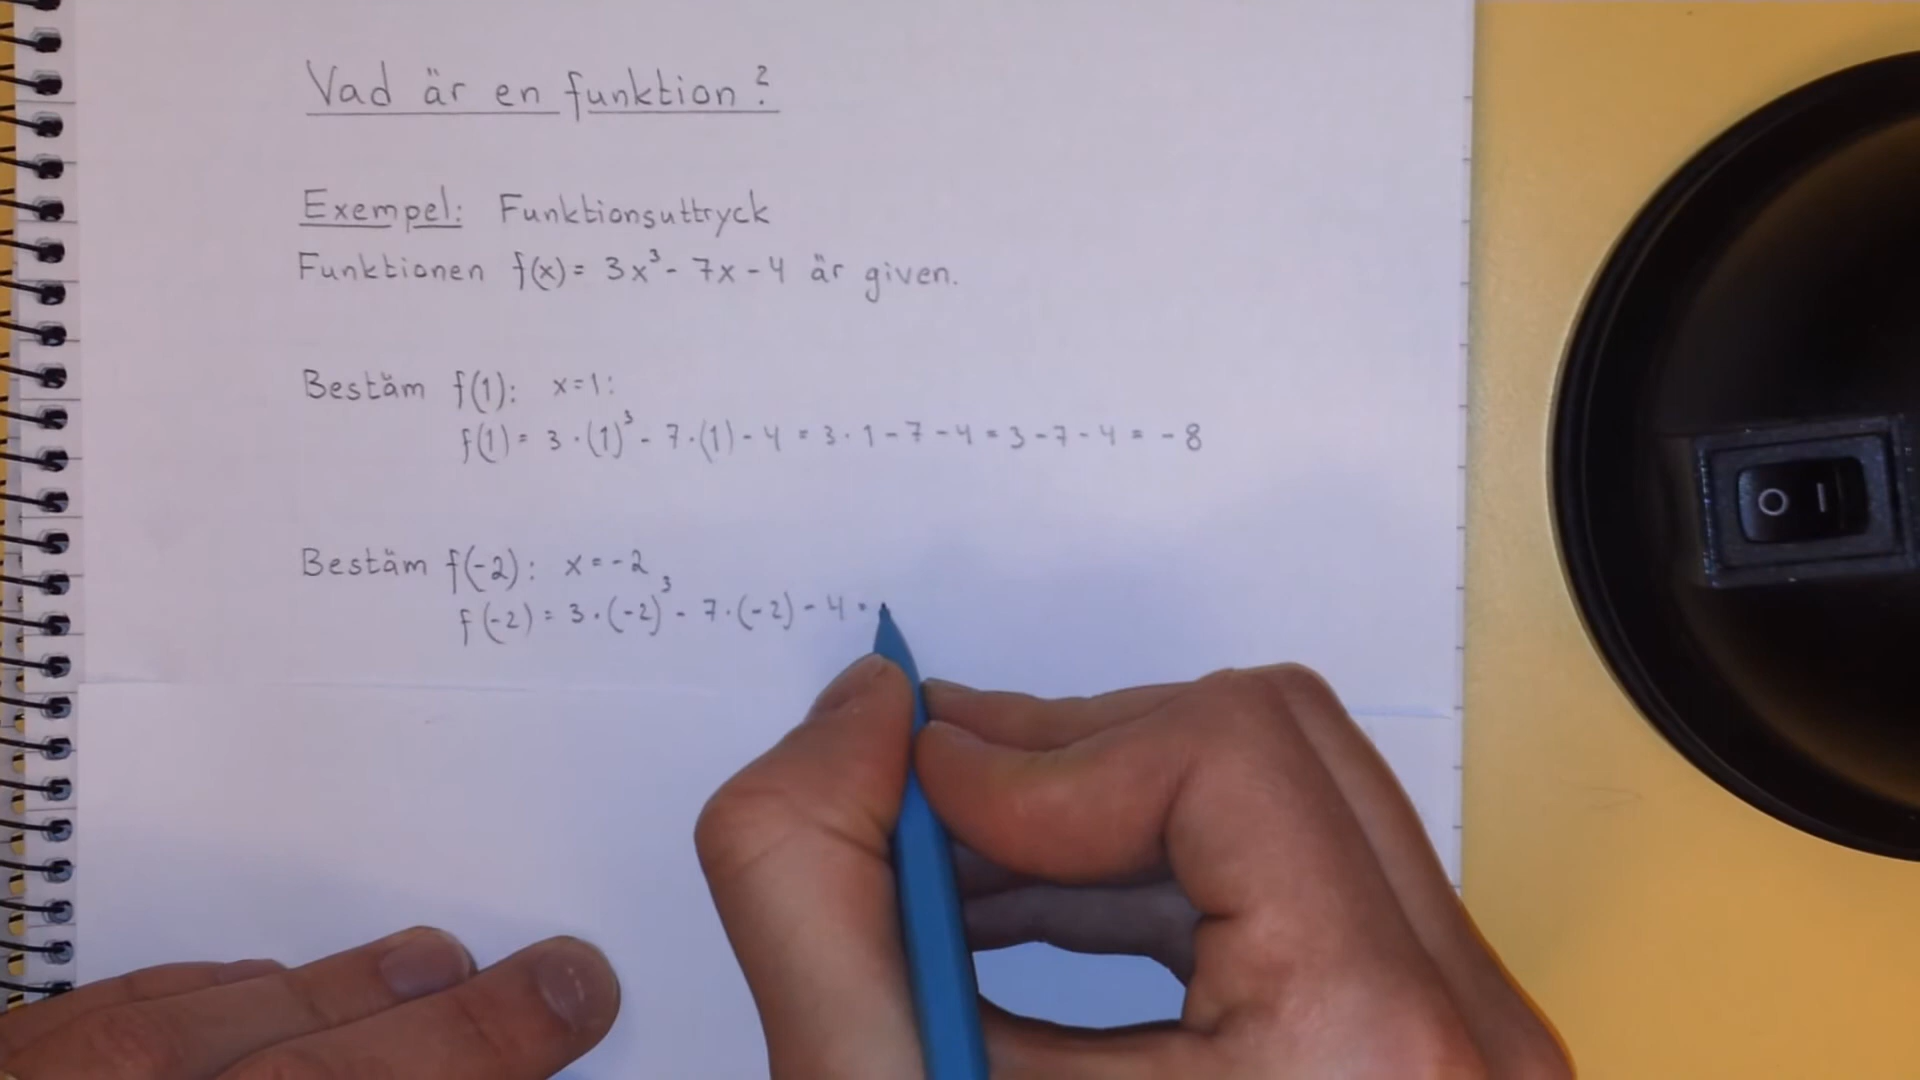 Vad är en funktion?
Exempel: Funktionsuttryck
Funktionen f(x) = 3x³ - 7x - 4 är given.
Bestäm f(1): x=1:
f(1) = 3·(1)³ - 7·(1) - 4 = 3·1 - 7 - 4 = 3 - 7 - 4 = -8
Bestäm f(-2): x = -2
f(-2) = 3·(-2)³ - 7·(-2) - 4 =